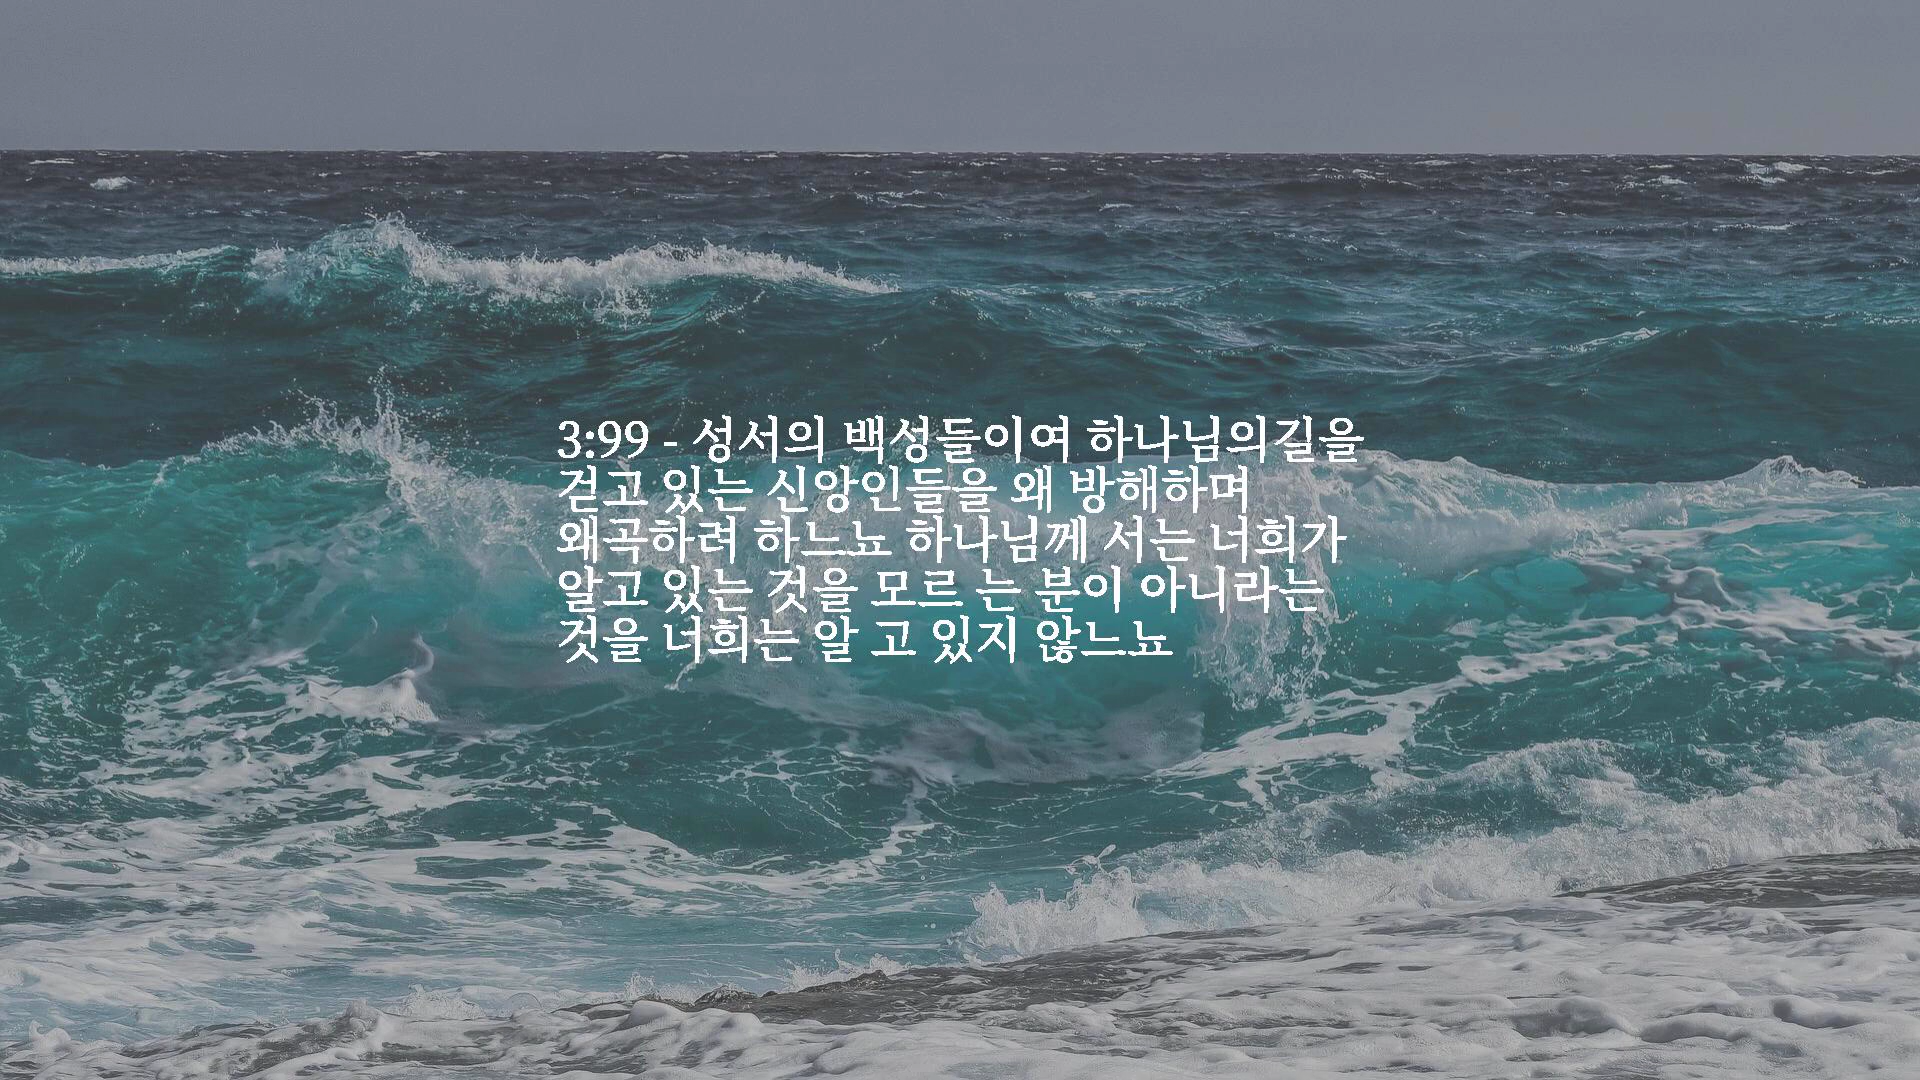 3:99 - 성서의 백성들이여 하나님의길을
걷고 있는 신앙인들을 왜 방해하며
왜곡하려 하느뇨 하나님께 서는 너희가
알고 있는 것을 모르 는 분이 아니라는
것을 너희는 알 고 있지 않느뇨